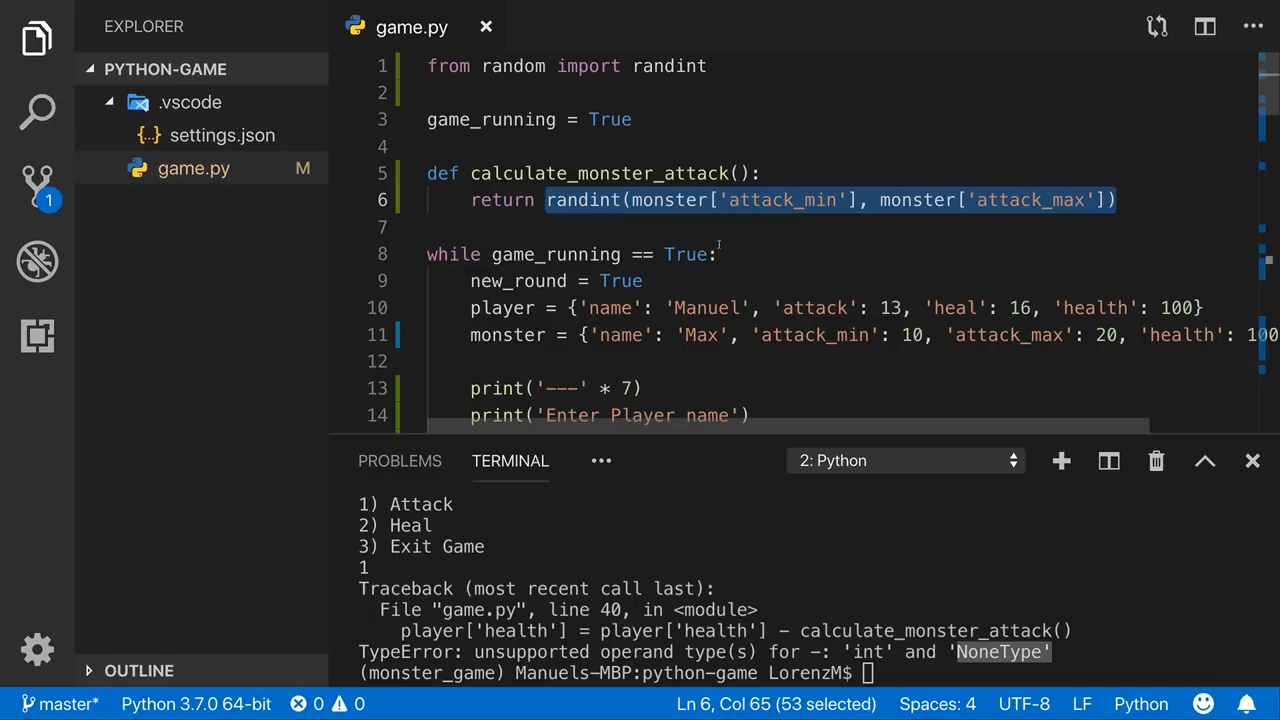 EXPLORER
PYTHON-GAME
.vscode
{..} settings.json
game.py M
1
OUTLINE
game.py
1 from random import randint
2
3 game_running = True
4
5 def calculate_monster_attack():
6 return randint(monster['attack_min'], monster['attack_max'])
7
8 while game_running == True:
9 new_round = True
10 player = {'name': 'Manuel', 'attack': 13, 'heal': 16, 'health': 100}
11 monster = {'name': 'Max', 'attack_min': 10, 'attack_max': 20, 'health': 100
12
13 print('---' * 7)
14 print('Enter Player name')
PROBLEMS TERMINAL ••• 2: Python
1) Attack
2) Heal
3) Exit Game
1
Traceback (most recent call last):
File "game.py", line 40, in <module>
player['health'] = player['health'] - calculate_monster_attack()
TypeError: unsupported operand type(s) for -: 'int' and 'NoneType'
(monster_game) Manuels-MBP:python-game LorenzM$
master* Python 3.7.0 64-bit 0 0 Ln 6, Col 65 (53 selected) Spaces: 4 UTF-8 LF Python